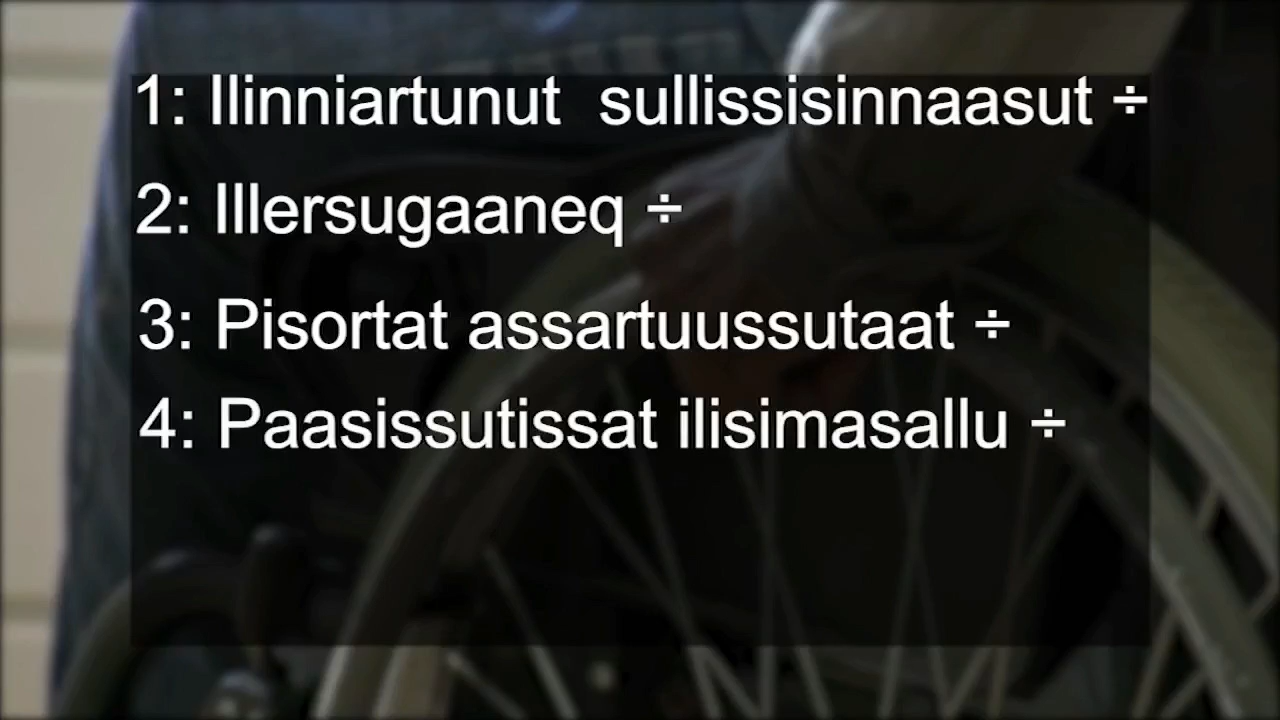 1: Ilinniartunut  sullissisinnaasut ÷
2: Illersugaaneq ÷
3: Pisortat assartuussutaat ÷
4: Paasissutissat ilisimasallu ÷